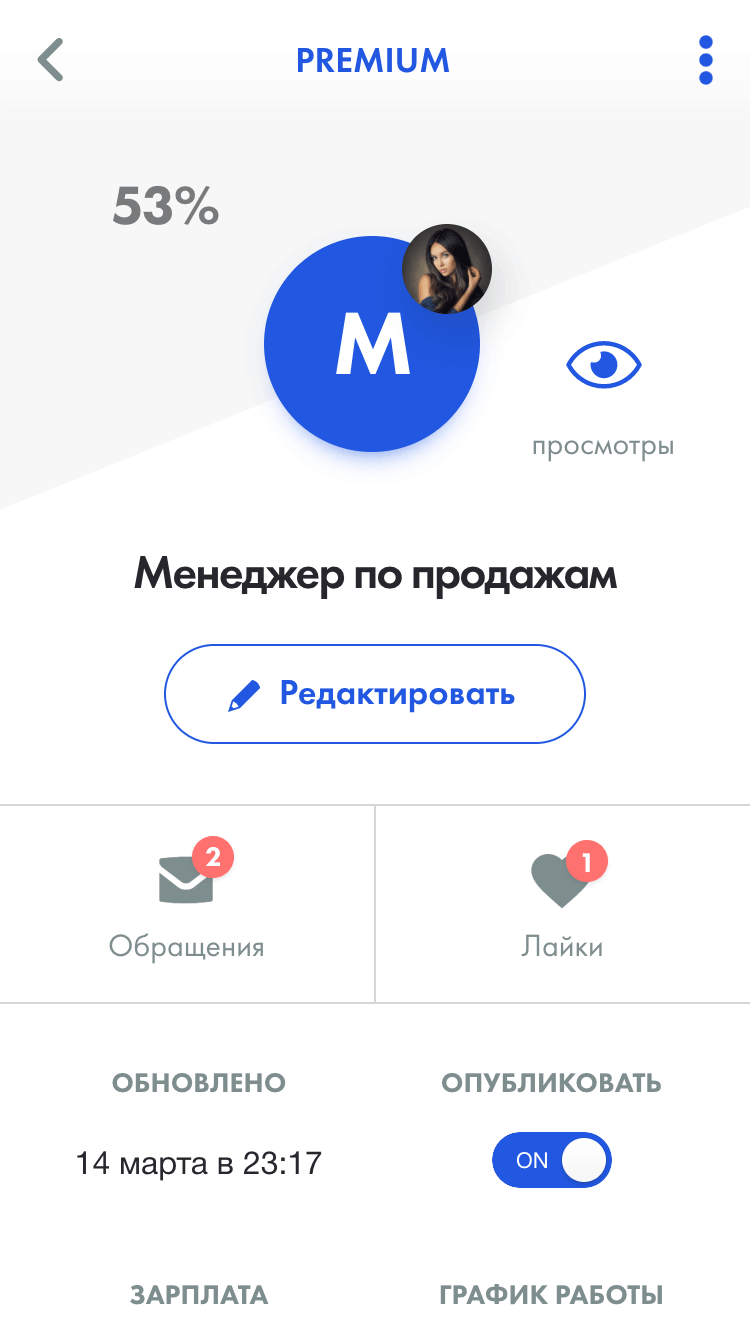 PREMIUM
53%
М
просмотры
Менеджер по продажам
Редактировать
2
1
Обращения
Лайки
ОБНОВЛЕНО
ОПУБЛИКОВАТЬ
14 марта в 23:17
ON
ЗАРПЛАТА
ГРАФИК РАБОТЫ